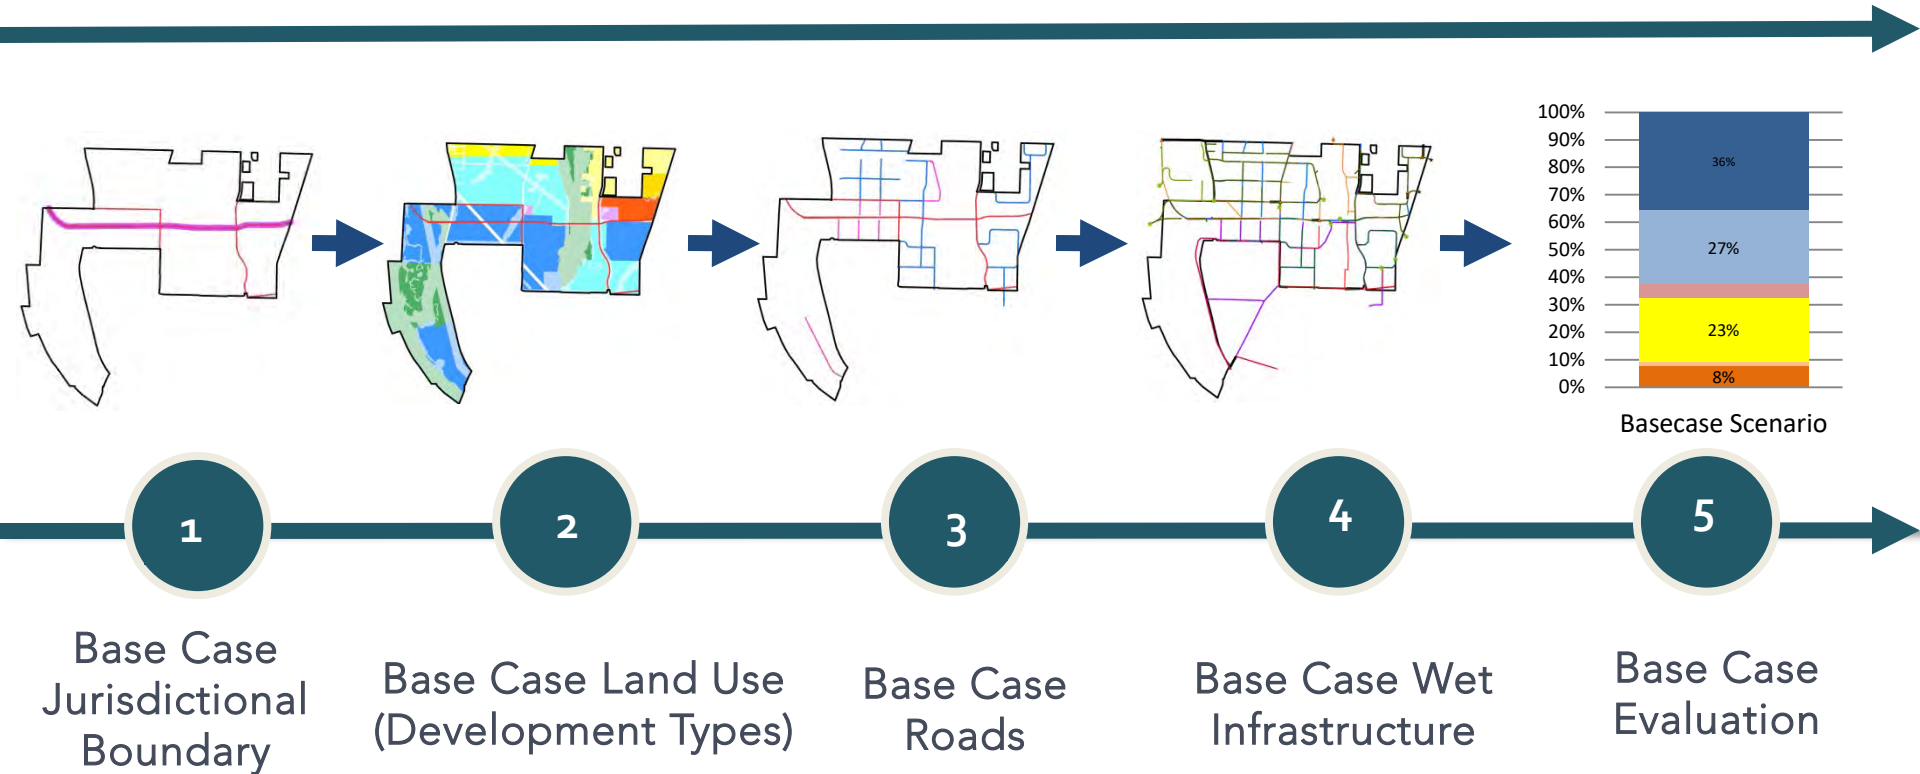 100%
90%
80%
70%
60%
50%
40%
30%
20%
10%
0%
36%
27%
23%
8%
Basecase Scenario
1
2
3
4
5
Base Case
Jurisdictional
Boundary
Base Case Land Use
(Development Types)
Base Case
Roads
Base Case Wet
Infrastructure
Base Case
Evaluation